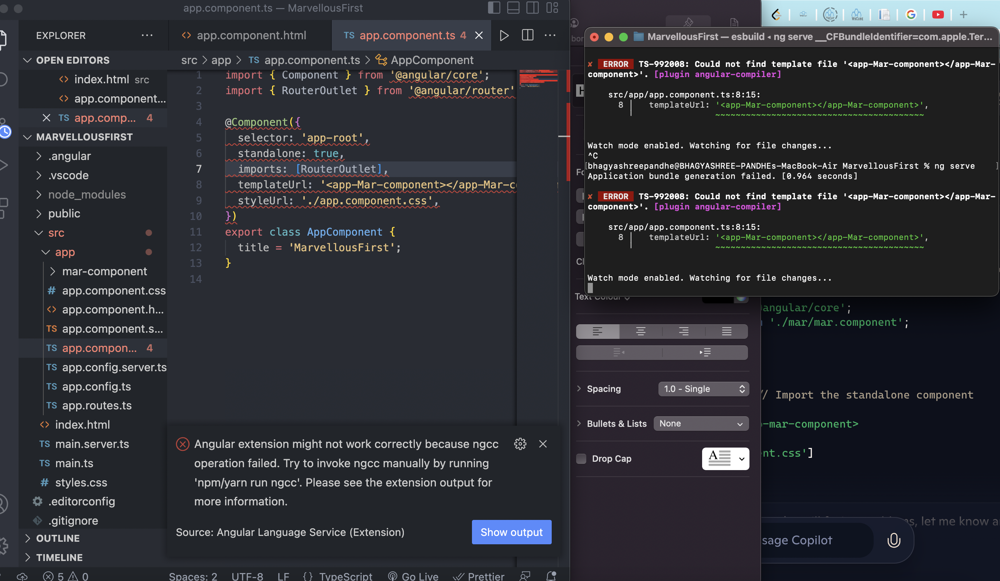 app.component.ts — MarvellousFirst
EXPLORER
app.component.html
TS app.component.ts 4
OPEN EDITORS
index.html src
app.component...
TS app.comp... 4
MARVELLOUSFIRST
.angular
.vscode
node_modules
public
src
app
mar-component
# app.component.css
app.component.h...
TS app.component.s...
TS app.compon... 4
TS app.config.server.ts
TS app.config.ts
TS app.routes.ts
index.html
TS main.server.ts
TS main.ts
# styles.css
.editorconfig
.gitignore
OUTLINE
TIMELINE
src > app > TS app.component.ts > AppComponent
1 import { Component } from '@angular/core';
2 import { RouterOutlet } from '@angular/router'
3
4 @Component({
5 selector: 'app-root',
6 standalone: true,
7 imports: [RouterOutlet],
8 templateUrl: '<app-Mar-component></app-Mar-c
9 styleUrl: './app.component.css',
10 })
11 export class AppComponent {
12 title = 'MarvellousFirst';
13 }
14
Angular extension might not work correctly because ngcc
operation failed. Try to invoke ngcc manually by running
'npm/yarn run ngcc'. Please see the extension output for
more information.
Source: Angular Language Service (Extension)
Show output
5 0 Spaces: 2 UTF-8 LF {} TypeScript Go Live Prettier
MarvellousFirst — esbuild ◂ ng serve __CFBundleIdentifier=com.apple.Ter...
✘ ERROR TS-992008: Could not find template file '<app-Mar-component></app-Mar-
component>'. [plugin angular-compiler]
src/app/app.component.ts:8:15:
8 │ templateUrl: '<app-Mar-component></app-Mar-component>',
~~~~~~~~~~~~~~~~~~~~~~~~~~~~~~~~~~~~~~~~
Watch mode enabled. Watching for file changes...
^C
[bhagyashreepandhe@BHAGYASHREE-PANDHEs-MacBook-Air MarvellousFirst % ng serve ]
Application bundle generation failed. [0.964 seconds]
✘ ERROR TS-992008: Could not find template file '<app-Mar-component></app-Mar-
component>'. [plugin angular-compiler]
src/app/app.component.ts:8:15:
8 │ templateUrl: '<app-Mar-component></app-Mar-component>',
~~~~~~~~~~~~~~~~~~~~~~~~~~~~~~~~~~~~~~~~
Watch mode enabled. Watching for file changes...
Text Colour
Spacing 1.0 - Single
Bullets & Lists None
Drop Cap
angular/core';
'./mar/mar.component';
// Import the standalone component
-mar-component>
nt.css']
s, let me know a
sage Copilot